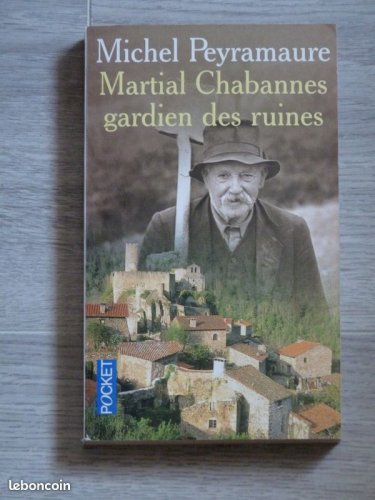 Michel Peyramaure
Martial Chabannes
gardien des ruines
POCKET
leboncoin